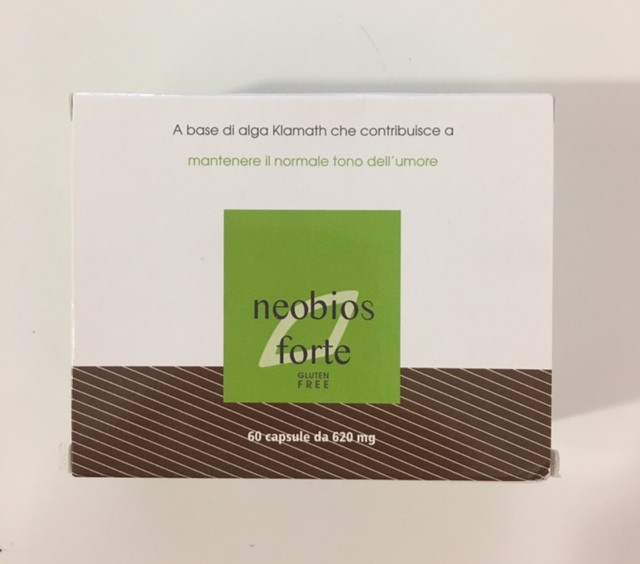 A base di alga Klamath che contribuisce a
mantenere il normale tono dell'umore
neobios
forte
GLUTEN
FREE
60 capsule da 620 mg